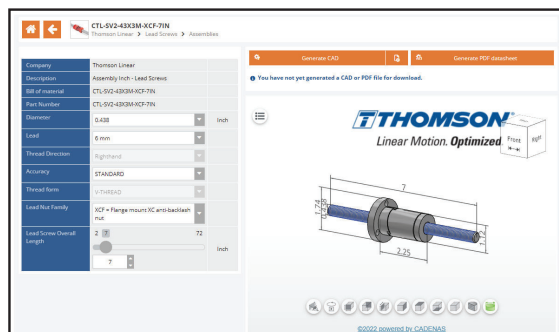 CTL-SV2-43X3M-XCF-7IN
Thomson Linear > Lead Screws > Assemblies
Generate CAD
Generate PDF datasheet
You have not yet generated a CAD or PDF file for download.
Company Thomson Linear
Description Assembly Inch - Lead Screws
Bill of material CTL-SV2-43X3M-XCF-7IN
Part Number CTL-SV2-43X3M-XCF-7IN
Diameter 0.438 Inch
Lead 6 mm
Thread Direction Righthand
Accuracy STANDARD
Thread form V-THREAD
Lead Nut Family XCF = Flange mount XC anti-backlash
nut
Lead Screw Overall
Length
2 7 72
Inch
7
THOMSON
Linear Motion. Optimized
Front
Right
7
1.74
0.438
2.25
1.12
©2022 powered by CADENAS